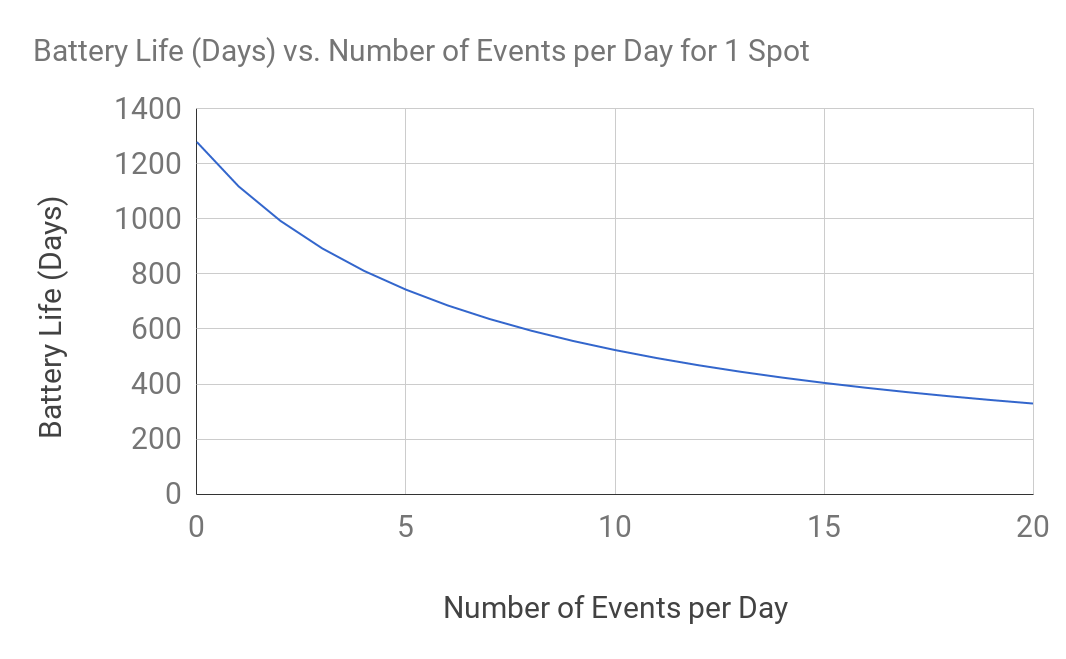 Battery Life (Days) vs. Number of Events per Day for 1 Spot
Battery Life (Days)
1400
1200
1000
800
600
400
200
0
0 5 10 15 20
Number of Events per Day